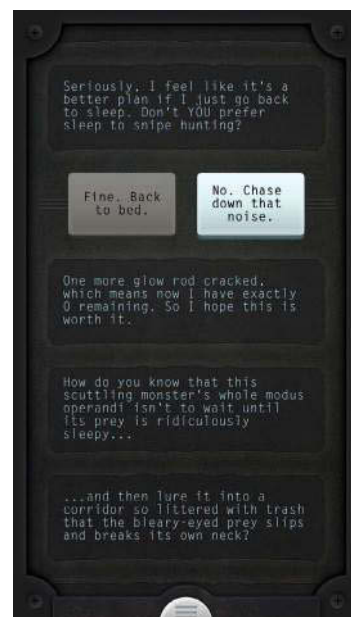 Seriously, I feel like it's a
better plan if I just go back
to sleep. Don't YOU prefer
sleep to snipe hunting?
Fine. Back
to bed.
No. Chase
down that
noise.
One more glow rod cracked,
which means now I have exactly
0 remaining. So I hope this is
worth it.
How do you know that this
scuttling monster's whole modus
operandi isn't to wait until
its prey is ridiculously
sleepy...
...and then lure it into a
corridor so littered with trash
that the bleary-eyed prey slips
and breaks its own neck?